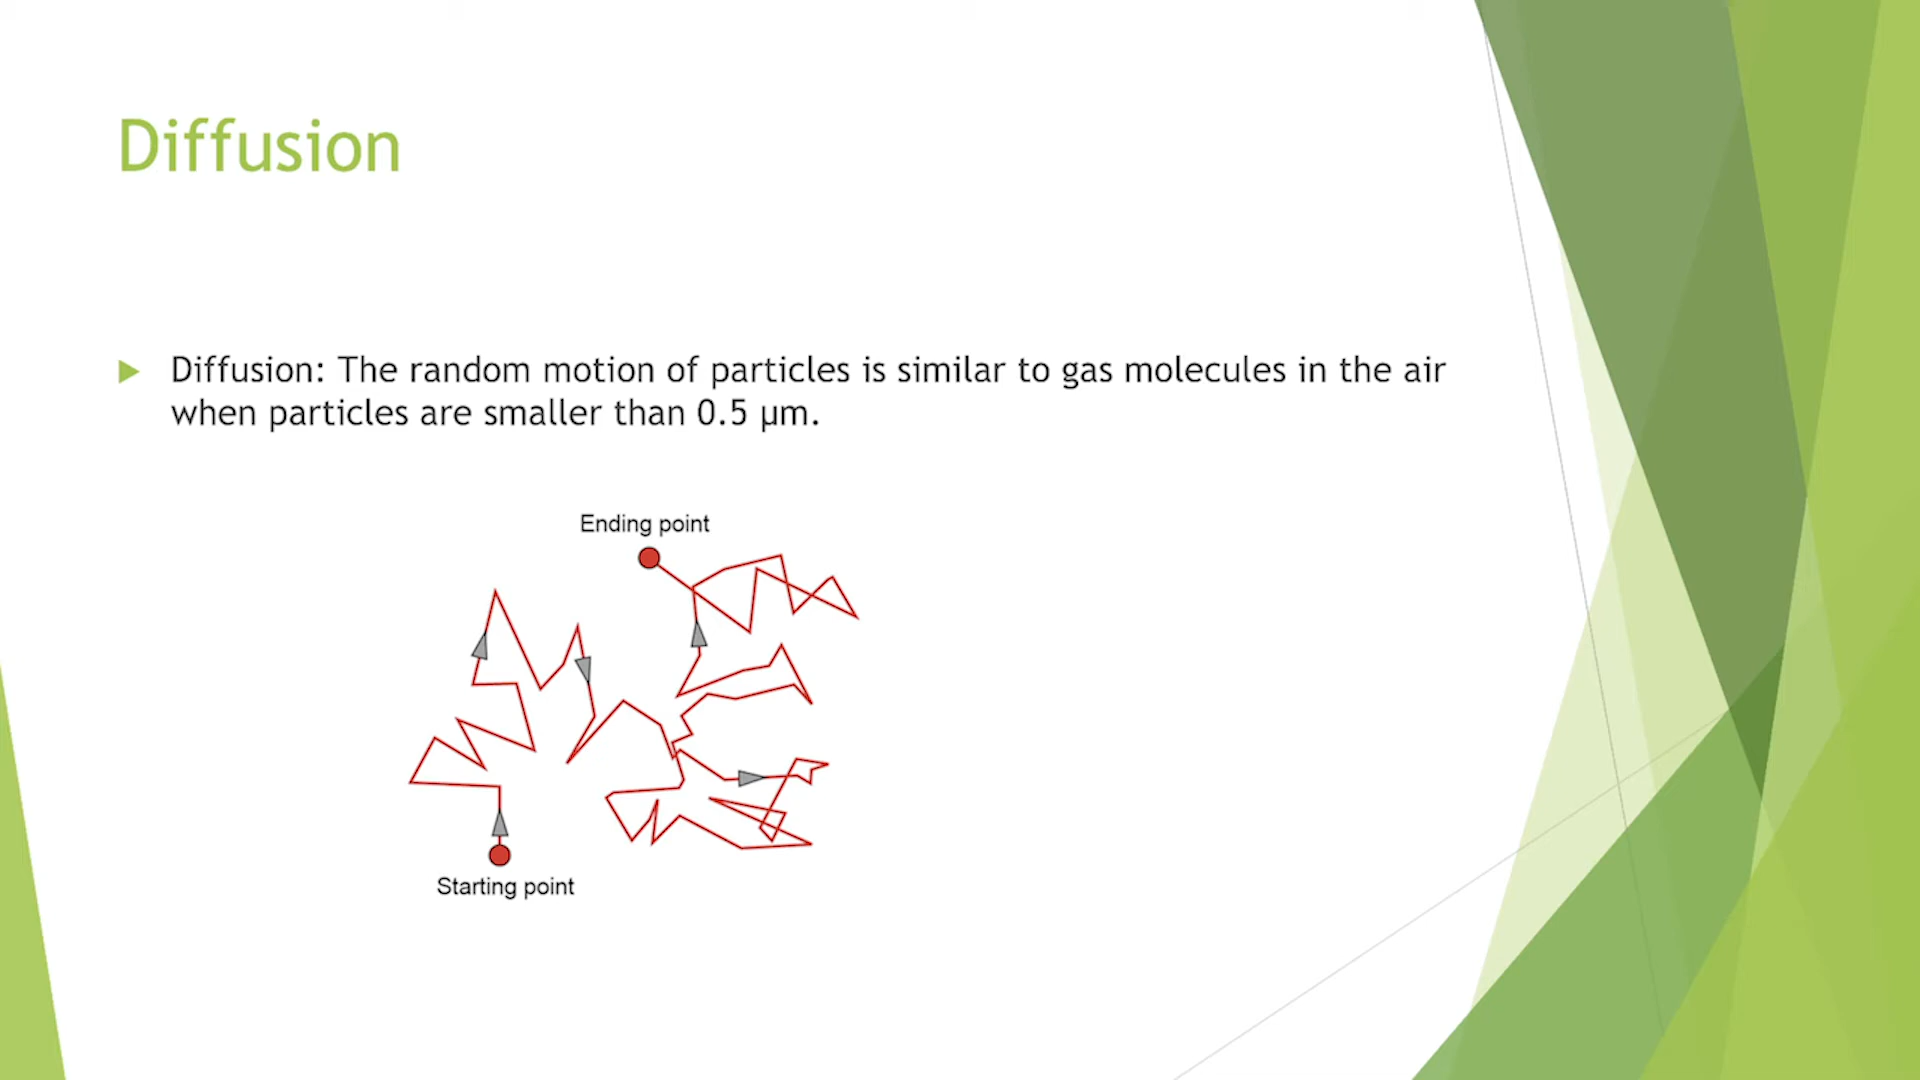 Diffusion
Diffusion: The random motion of particles is similar to gas molecules in the air
when particles are smaller than 0.5 µm.
Ending point
Starting point